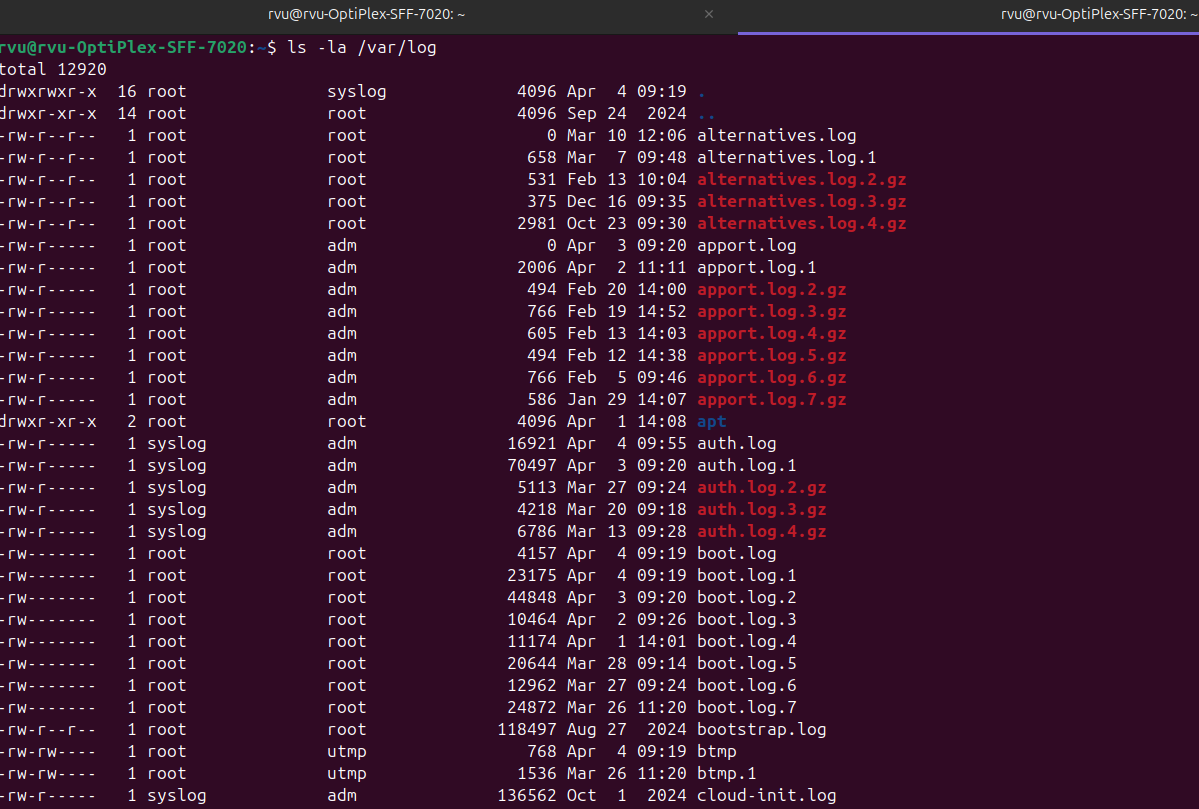 rvu@rvu-OptiPlex-SFF-7020: ~ × rvu@rvu-OptiPlex-SFF-7020: ~
rvu@rvu-OptiPlex-SFF-7020:~$ ls -la /var/log
total 12920
drwxrwxr-x 16 root syslog 4096 Apr 4 09:19 .
drwxr-xr-x 14 root root 4096 Sep 24 2024 ..
-rw-r--r-- 1 root root 0 Mar 10 12:06 alternatives.log
-rw-r--r-- 1 root root 658 Mar 7 09:48 alternatives.log.1
-rw-r--r-- 1 root root 531 Feb 13 10:04 alternatives.log.2.gz
-rw-r--r-- 1 root root 375 Dec 16 09:35 alternatives.log.3.gz
-rw-r--r-- 1 root root 2981 Oct 23 09:30 alternatives.log.4.gz
-rw-r----- 1 root adm 0 Apr 3 09:20 apport.log
-rw-r----- 1 root adm 2006 Apr 2 11:11 apport.log.1
-rw-r----- 1 root adm 494 Feb 20 14:00 apport.log.2.gz
-rw-r----- 1 root adm 766 Feb 19 14:52 apport.log.3.gz
-rw-r----- 1 root adm 605 Feb 13 14:03 apport.log.4.gz
-rw-r----- 1 root adm 494 Feb 12 14:38 apport.log.5.gz
-rw-r----- 1 root adm 766 Feb 5 09:46 apport.log.6.gz
-rw-r----- 1 root adm 586 Jan 29 14:07 apport.log.7.gz
drwxr-xr-x 2 root root 4096 Apr 1 14:08 apt
-rw-r----- 1 syslog adm 16921 Apr 4 09:55 auth.log
-rw-r----- 1 syslog adm 70497 Apr 3 09:20 auth.log.1
-rw-r----- 1 syslog adm 5113 Mar 27 09:24 auth.log.2.gz
-rw-r----- 1 syslog adm 4218 Mar 20 09:18 auth.log.3.gz
-rw-r----- 1 syslog adm 6786 Mar 13 09:28 auth.log.4.gz
-rw------- 1 root root 4157 Apr 4 09:19 boot.log
-rw------- 1 root root 23175 Apr 4 09:19 boot.log.1
-rw------- 1 root root 44848 Apr 3 09:20 boot.log.2
-rw------- 1 root root 10464 Apr 2 09:26 boot.log.3
-rw------- 1 root root 11174 Apr 1 14:01 boot.log.4
-rw------- 1 root root 20644 Mar 28 09:14 boot.log.5
-rw------- 1 root root 12962 Mar 27 09:24 boot.log.6
-rw------- 1 root root 24872 Mar 26 11:20 boot.log.7
-rw-r--r-- 1 root root 118497 Aug 27 2024 bootstrap.log
-rw-rw---- 1 root utmp 768 Apr 4 09:19 btmp
-rw-rw---- 1 root utmp 1536 Mar 26 11:20 btmp.1
-rw-r----- 1 syslog adm 136562 Oct 1 2024 cloud-init.log